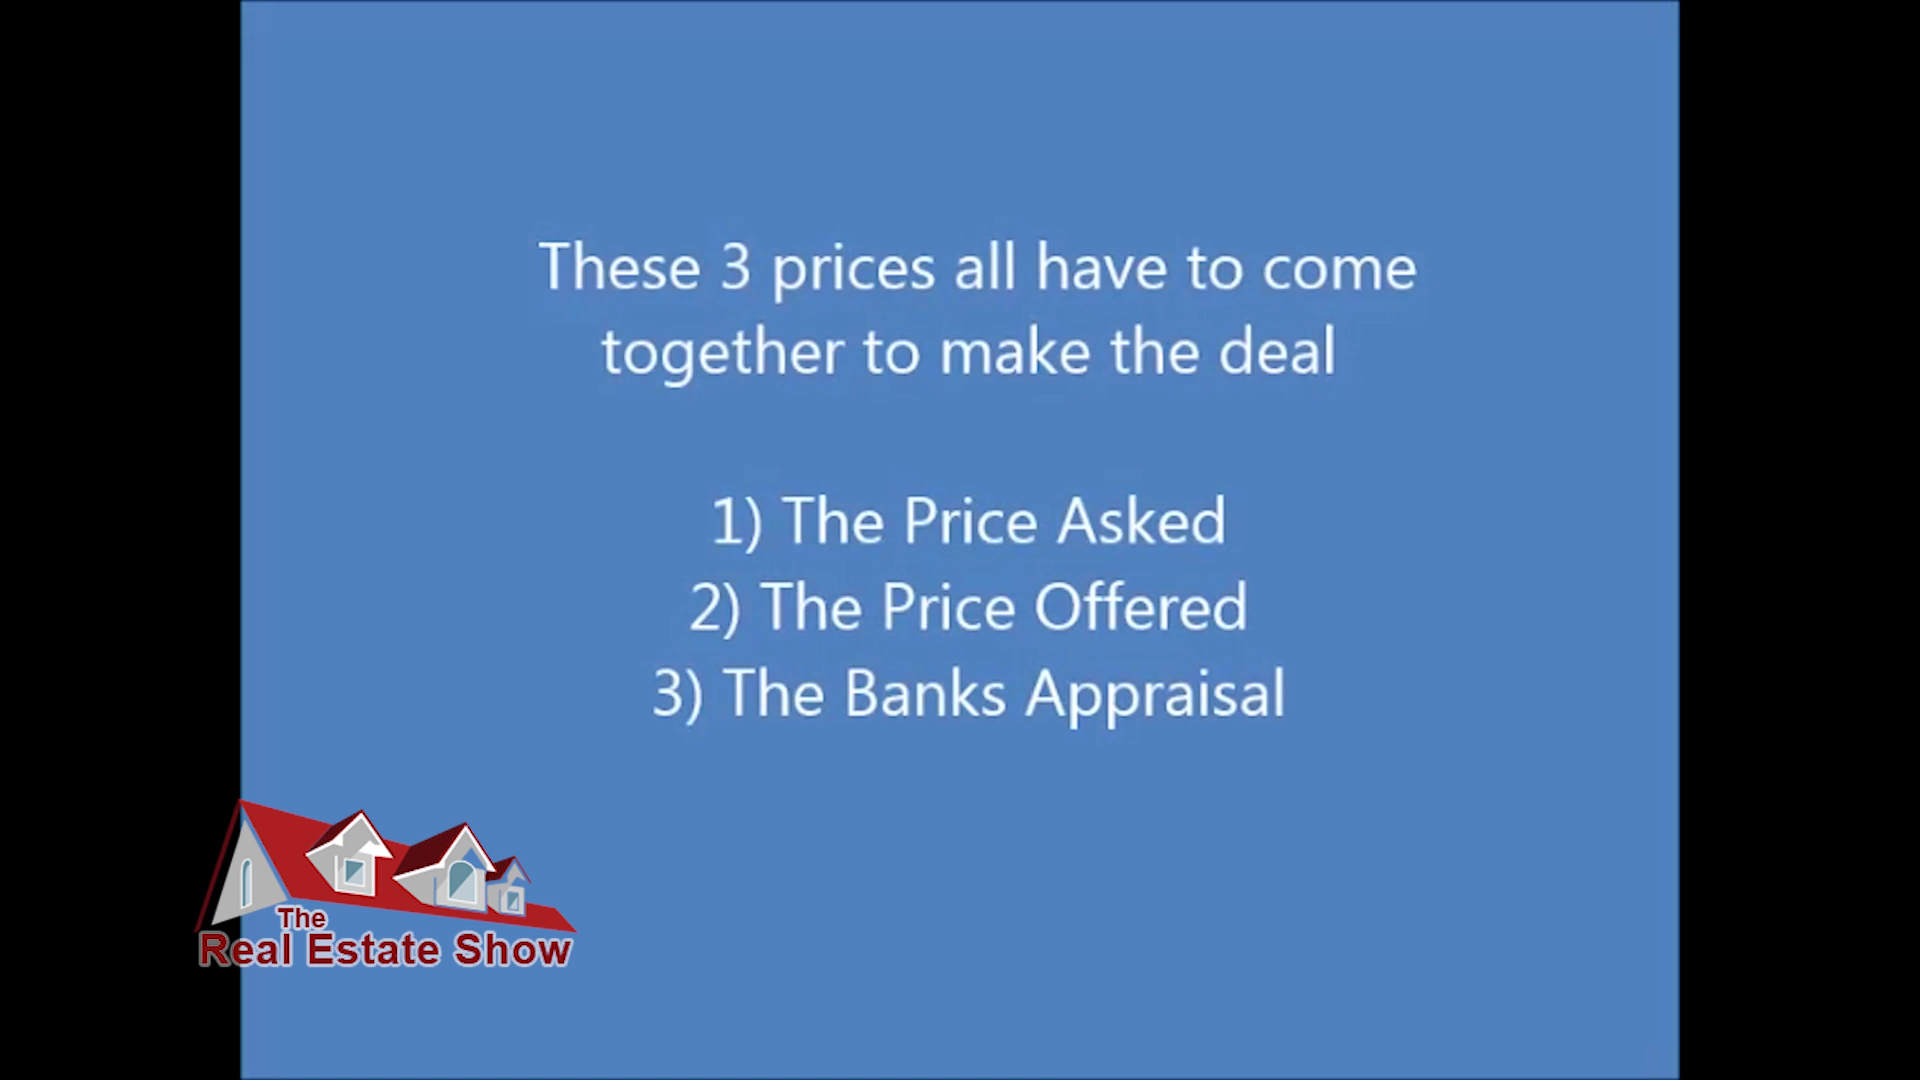 These 3 prices all have to come
together to make the deal
1) The Price Asked
2) The Price Offered
3) The Banks Appraisal
The
Real Estate Show